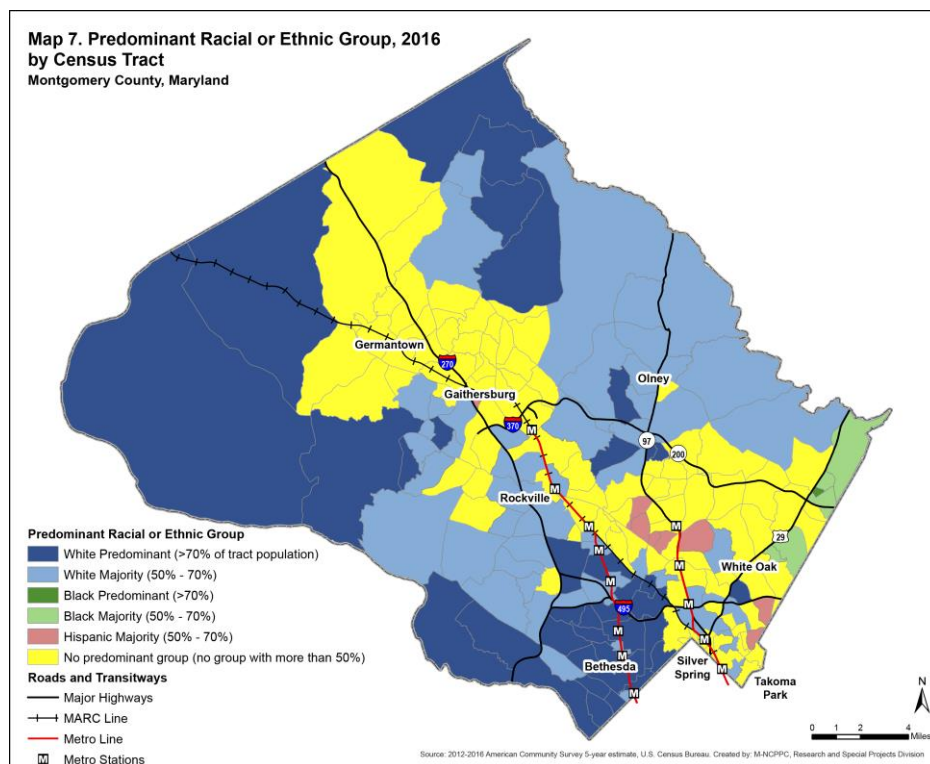 Map 7. Predominant Racial or Ethnic Group, 2016
by Census Tract
Montgomery County, Maryland
Germantown
270
Gaithersburg
370
M
Olney
97
200
Rockville
M
M
M
M
M
29
White Oak
M
M
M
495
M
M
M
M
M
Bethesda
Silver
Spring
Takoma
Park
Predominant Racial or Ethnic Group
White Predominant (>70% of tract population)
White Majority (50% - 70%)
Black Predominant (>70%)
Black Majority (50% - 70%)
Hispanic Majority (50% - 70%)
No predominant group (no group with more than 50%)
Roads and Transitways
Major Highways
MARC Line
Metro Line
M Metro Stations
N
0 1 2 4
Miles
Source: 2012-2016 American Community Survey 5-year estimate, U.S. Census Bureau. Created by: M-NCPPC, Research and Special Projects Division